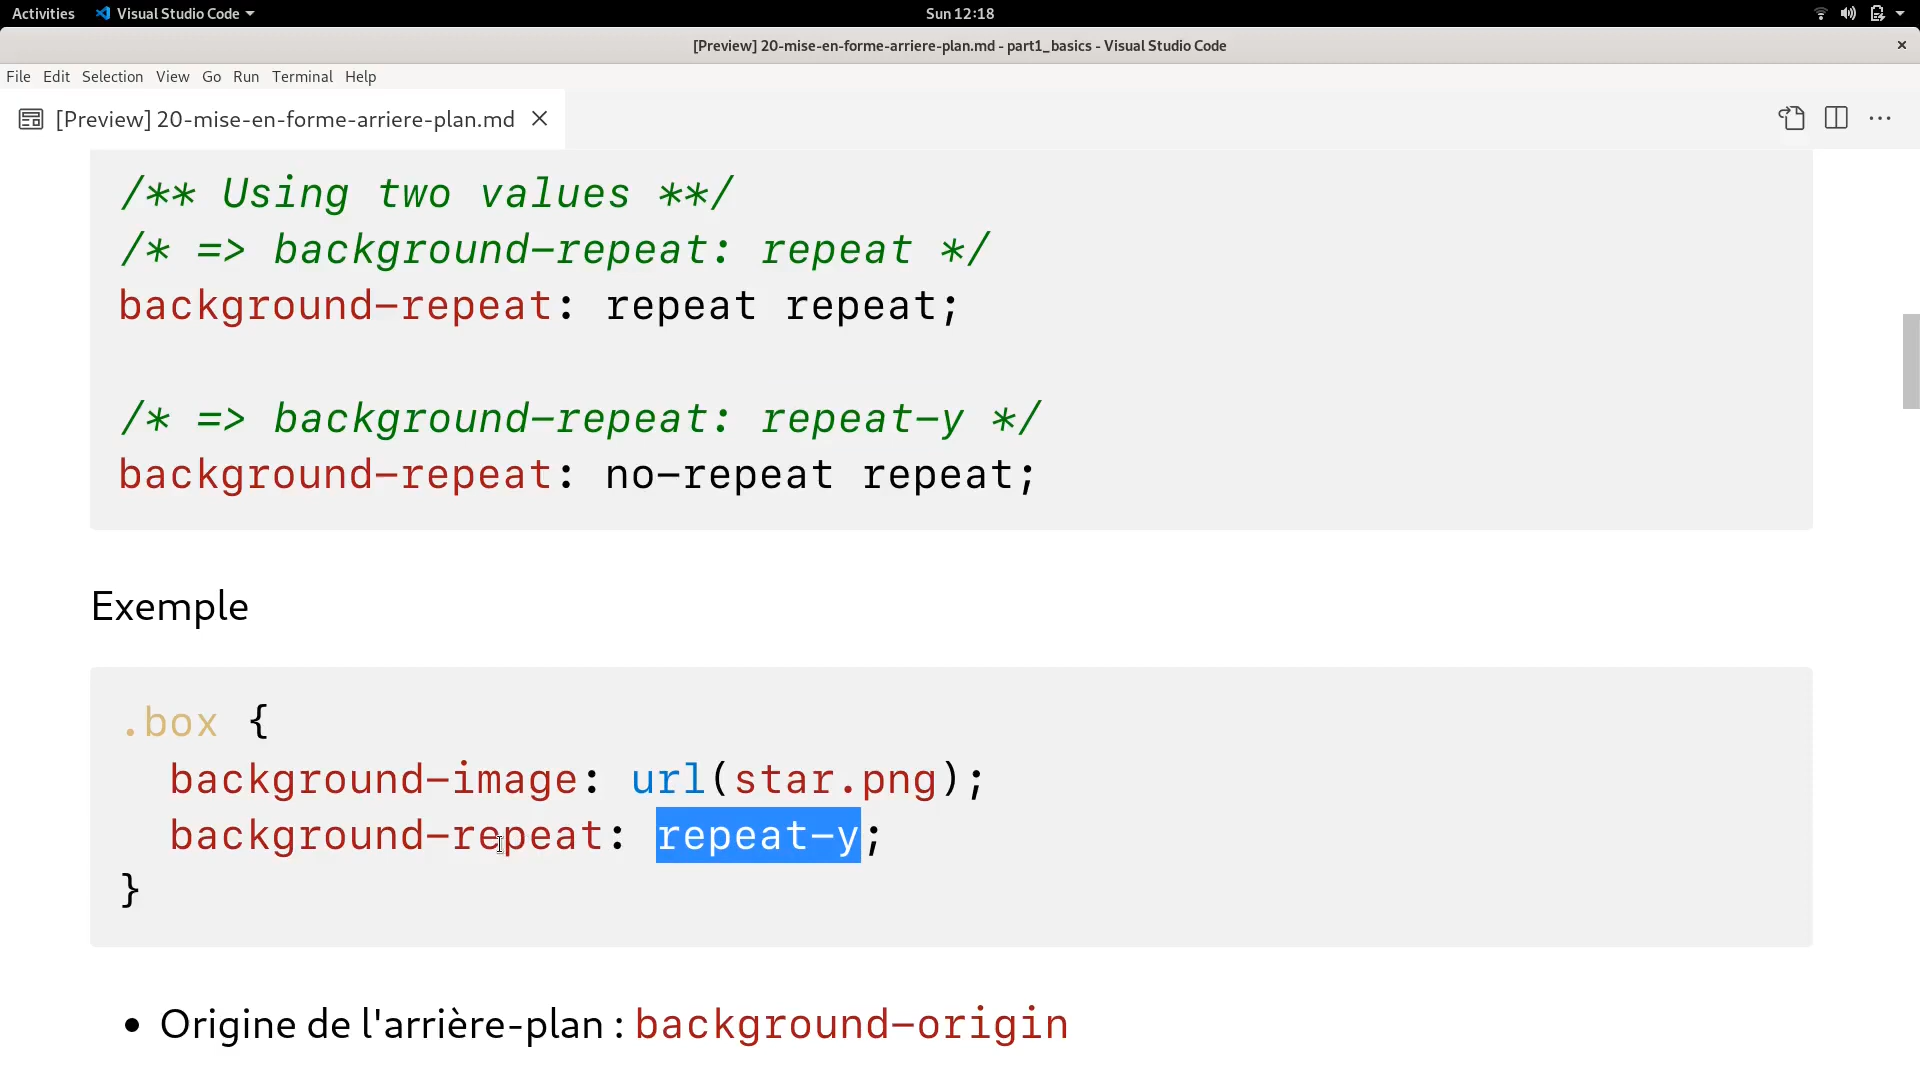 Activities
Visual Studio Code
Sun 12:18
[Preview] 20-mise-en-forme-arriere-plan.md - part1_basics - Visual Studio Code
File Edit Selection View Go Run Terminal Help
[Preview] 20-mise-en-forme-arriere-plan.md
/** Using two values **/
/* => background-repeat: repeat */
background-repeat: repeat repeat;
/* => background-repeat: repeat-y */
background-repeat: no-repeat repeat;
Exemple
.box {
background-image: url(star.png);
background-repeat: repeat-y;
}
• Origine de l'arrière-plan : background-origin